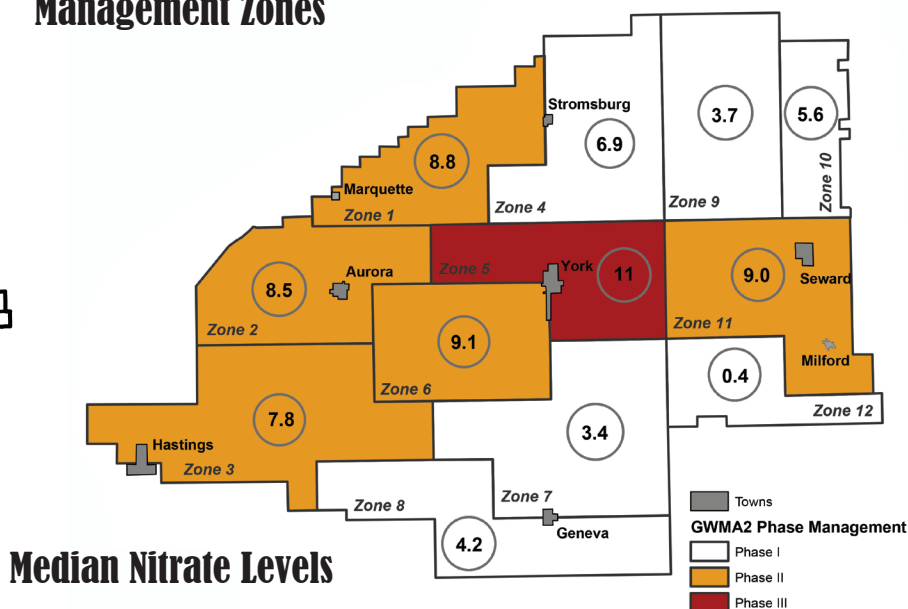 Management Zones
Stromsburg
3.7
5.6
6.9
8.8
Zone 10
Marquette
Zone 1
Zone 4
Zone 9
Zone 5
York
11
Aurora
8.5
9.0
Seward
Zone 2
Zone 11
9.1
Milford
Zone 6
0.4
Zone 12
7.8
3.4
Hastings
Zone 3
Zone 8
Zone 7
Geneva
4.2
Towns
GWMA2 Phase Management
Phase I
Phase II
Phase III
Median Nitrate Levels